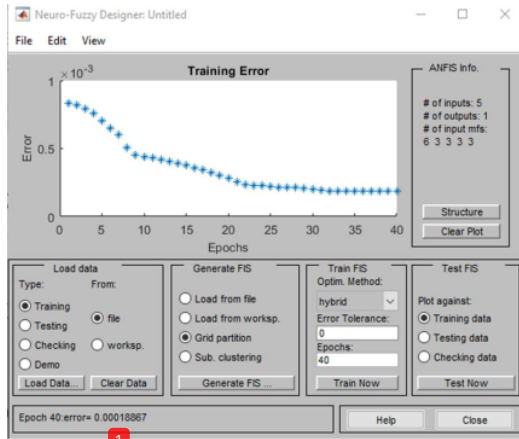 Neuro-Fuzzy Designer: Untitled
File Edit View
Training Error
× 10-3
1
0.5
0
Error
0 5 10 15 20 25 30 35 40
Epochs
ANFIS Info.
# of inputs: 5
# of outputs: 1
# of input mfs:
6 3 3 3 3
Structure
Clear Plot
Load data
Type: From:
Training
Testing
Checking
Demo
file
worksp.
Load Data... Clear Data
Generate FIS
Load from file
Load from worksp.
Grid partition
Sub. clustering
Generate FIS ...
Train FIS
Optim. Method:
hybrid
Error Tolerance:
0
Epochs:
40
Train Now
Test FIS
Plot against:
Training data
Testing data
Checking data
Test Now
Epoch 40:error= 0.00018867
1
Help Close